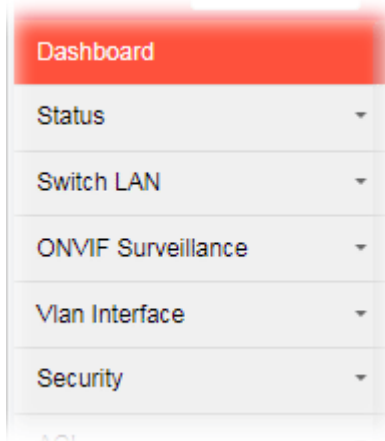 Dashboard
Status
Switch LAN
ONVIF Surveillance
Vlan Interface
Security